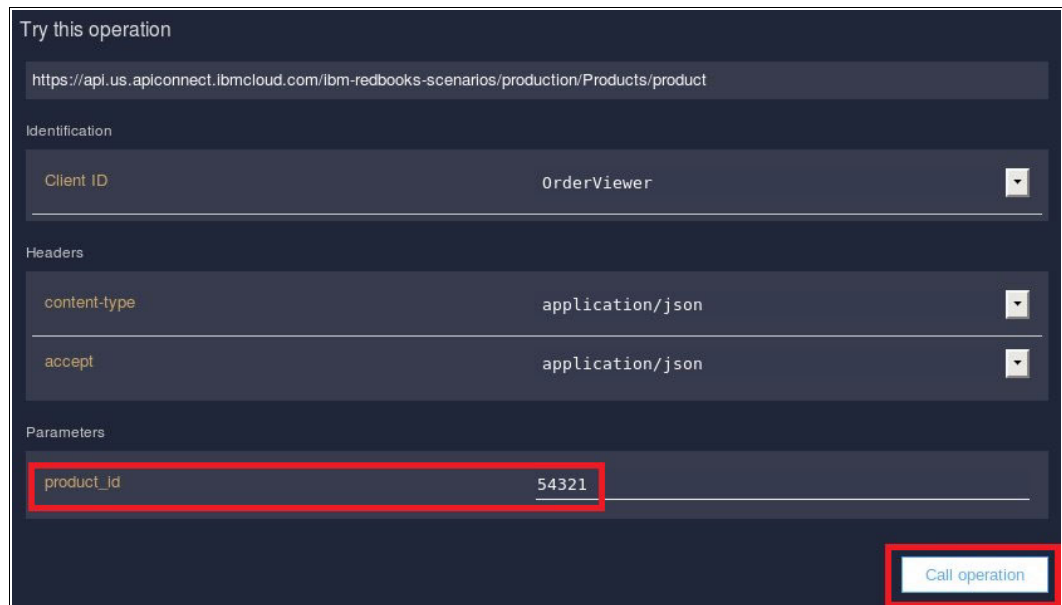 Try this operation
https://api.us.apiconnect.ibmcloud.com/ibm-redbooks-scenarios/production/Products/product
Identification
Client ID OrderViewer
Headers
content-type application/json
accept application/json
Parameters
product_id 54321
Call operation